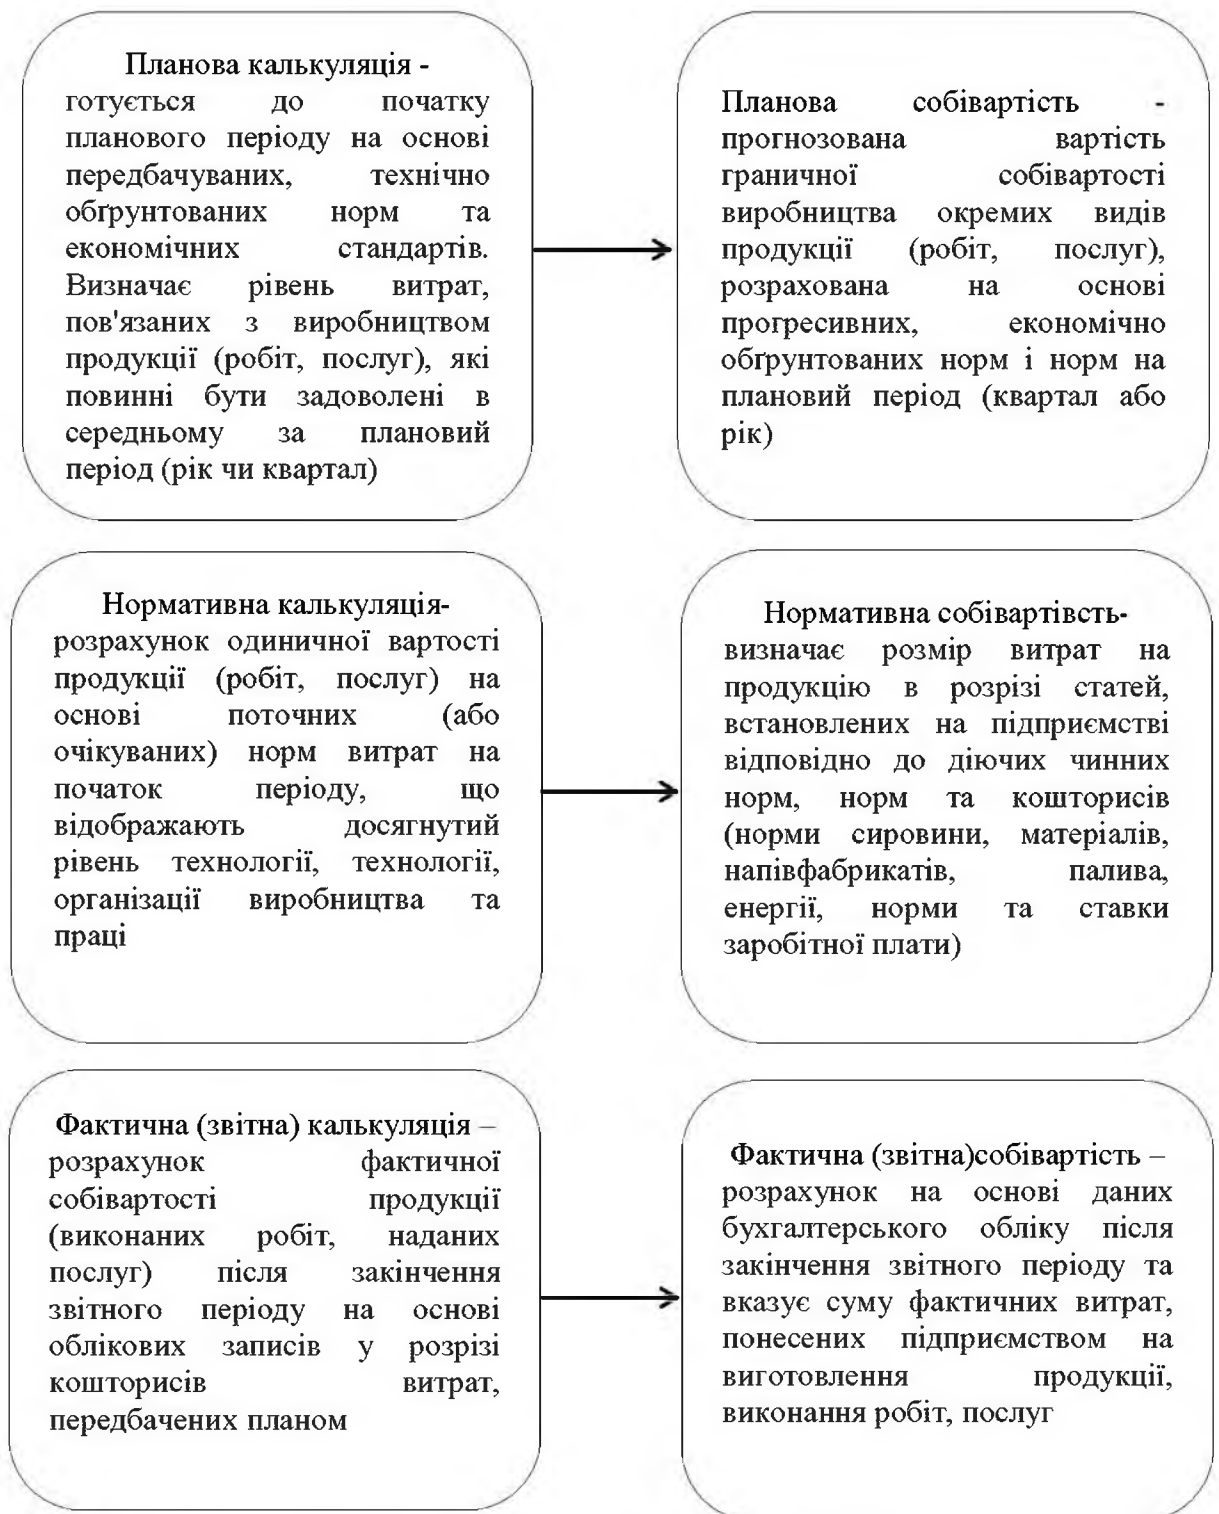 Планова калькуляція -
готується до початку
планового періоду на основі
передбачуваних, технічно
обґрунтованих норм та
економічних стандартів.
Визначає рівень витрат,
пов'язаних з виробництвом
продукції (робіт, послуг), які
повинні бути задоволені в
середньому за плановий
період (рік чи квартал)
Планова собівартість -
прогнозована вартість
граничної собівартості
виробництва окремих видів
продукції (робіт, послуг),
розрахована на основі
прогресивних, економічно
обґрунтованих норм і норм на
плановий період (квартал або
рік)
Нормативна калькуляція-
розрахунок одиничної вартості
продукції (робіт, послуг) на
основі поточних (або
очікуваних) норм витрат на
початок періоду, що
відображають досягнутий
рівень технології, технології,
організації виробництва та
праці
Нормативна собівартівсть-
визначає розмір витрат на
продукцію в розрізі статей,
встановлених на підприємстві
відповідно до діючих чинних
норм, норм та кошторисів
(норми сировини, матеріалів,
напівфабрикатів, палива,
енергії, норми та ставки
заробітної плати)
Фактична (звітна) калькуляція –
розрахунок фактичної
собівартості продукції
(виконаних робіт, наданих
послуг) після закінчення
звітного періоду на основі
облікових записів у розрізі
кошторисів витрат,
передбачених планом
Фактична (звітна)собівартість –
розрахунок на основі даних
бухгалтерського обліку після
закінчення звітного періоду та
вказує суму фактичних витрат,
понесених підприємством на
виготовлення продукції,
виконання робіт, послуг